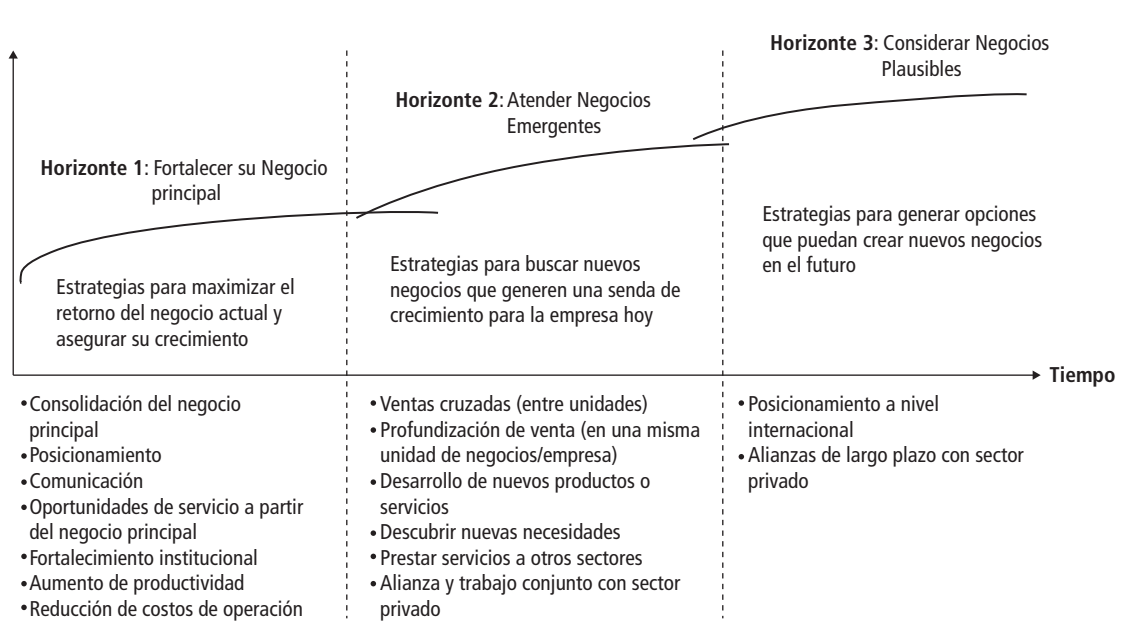 Horizonte 1: Fortalecer su Negocio
principal
Estrategias para maximizar el
retorno del negocio actual y
asegurar su crecimiento
Horizonte 2: Atender Negocios
Emergentes
Estrategias para buscar nuevos
negocios que generen una senda de
crecimiento para la empresa hoy
Horizonte 3: Considerar Negocios
Plausibles
Estrategias para generar opciones
que puedan crear nuevos negocios
en el futuro
Tiempo
•Consolidación del negocio
principal
•Posicionamiento
•Comunicación
•Oportunidades de servicio a partir
del negocio principal
•Fortalecimiento institucional
•Aumento de productividad
•Reducción de costos de operación
•Ventas cruzadas (entre unidades)
•Profundización de venta (en una misma
unidad de negocios/empresa)
•Desarrollo de nuevos productos o
servicios
•Descubrir nuevas necesidades
•Prestar servicios a otros sectores
•Alianza y trabajo conjunto con sector
privado
•Posicionamiento a nivel
internacional
•Alianzas de largo plazo con sector
privado